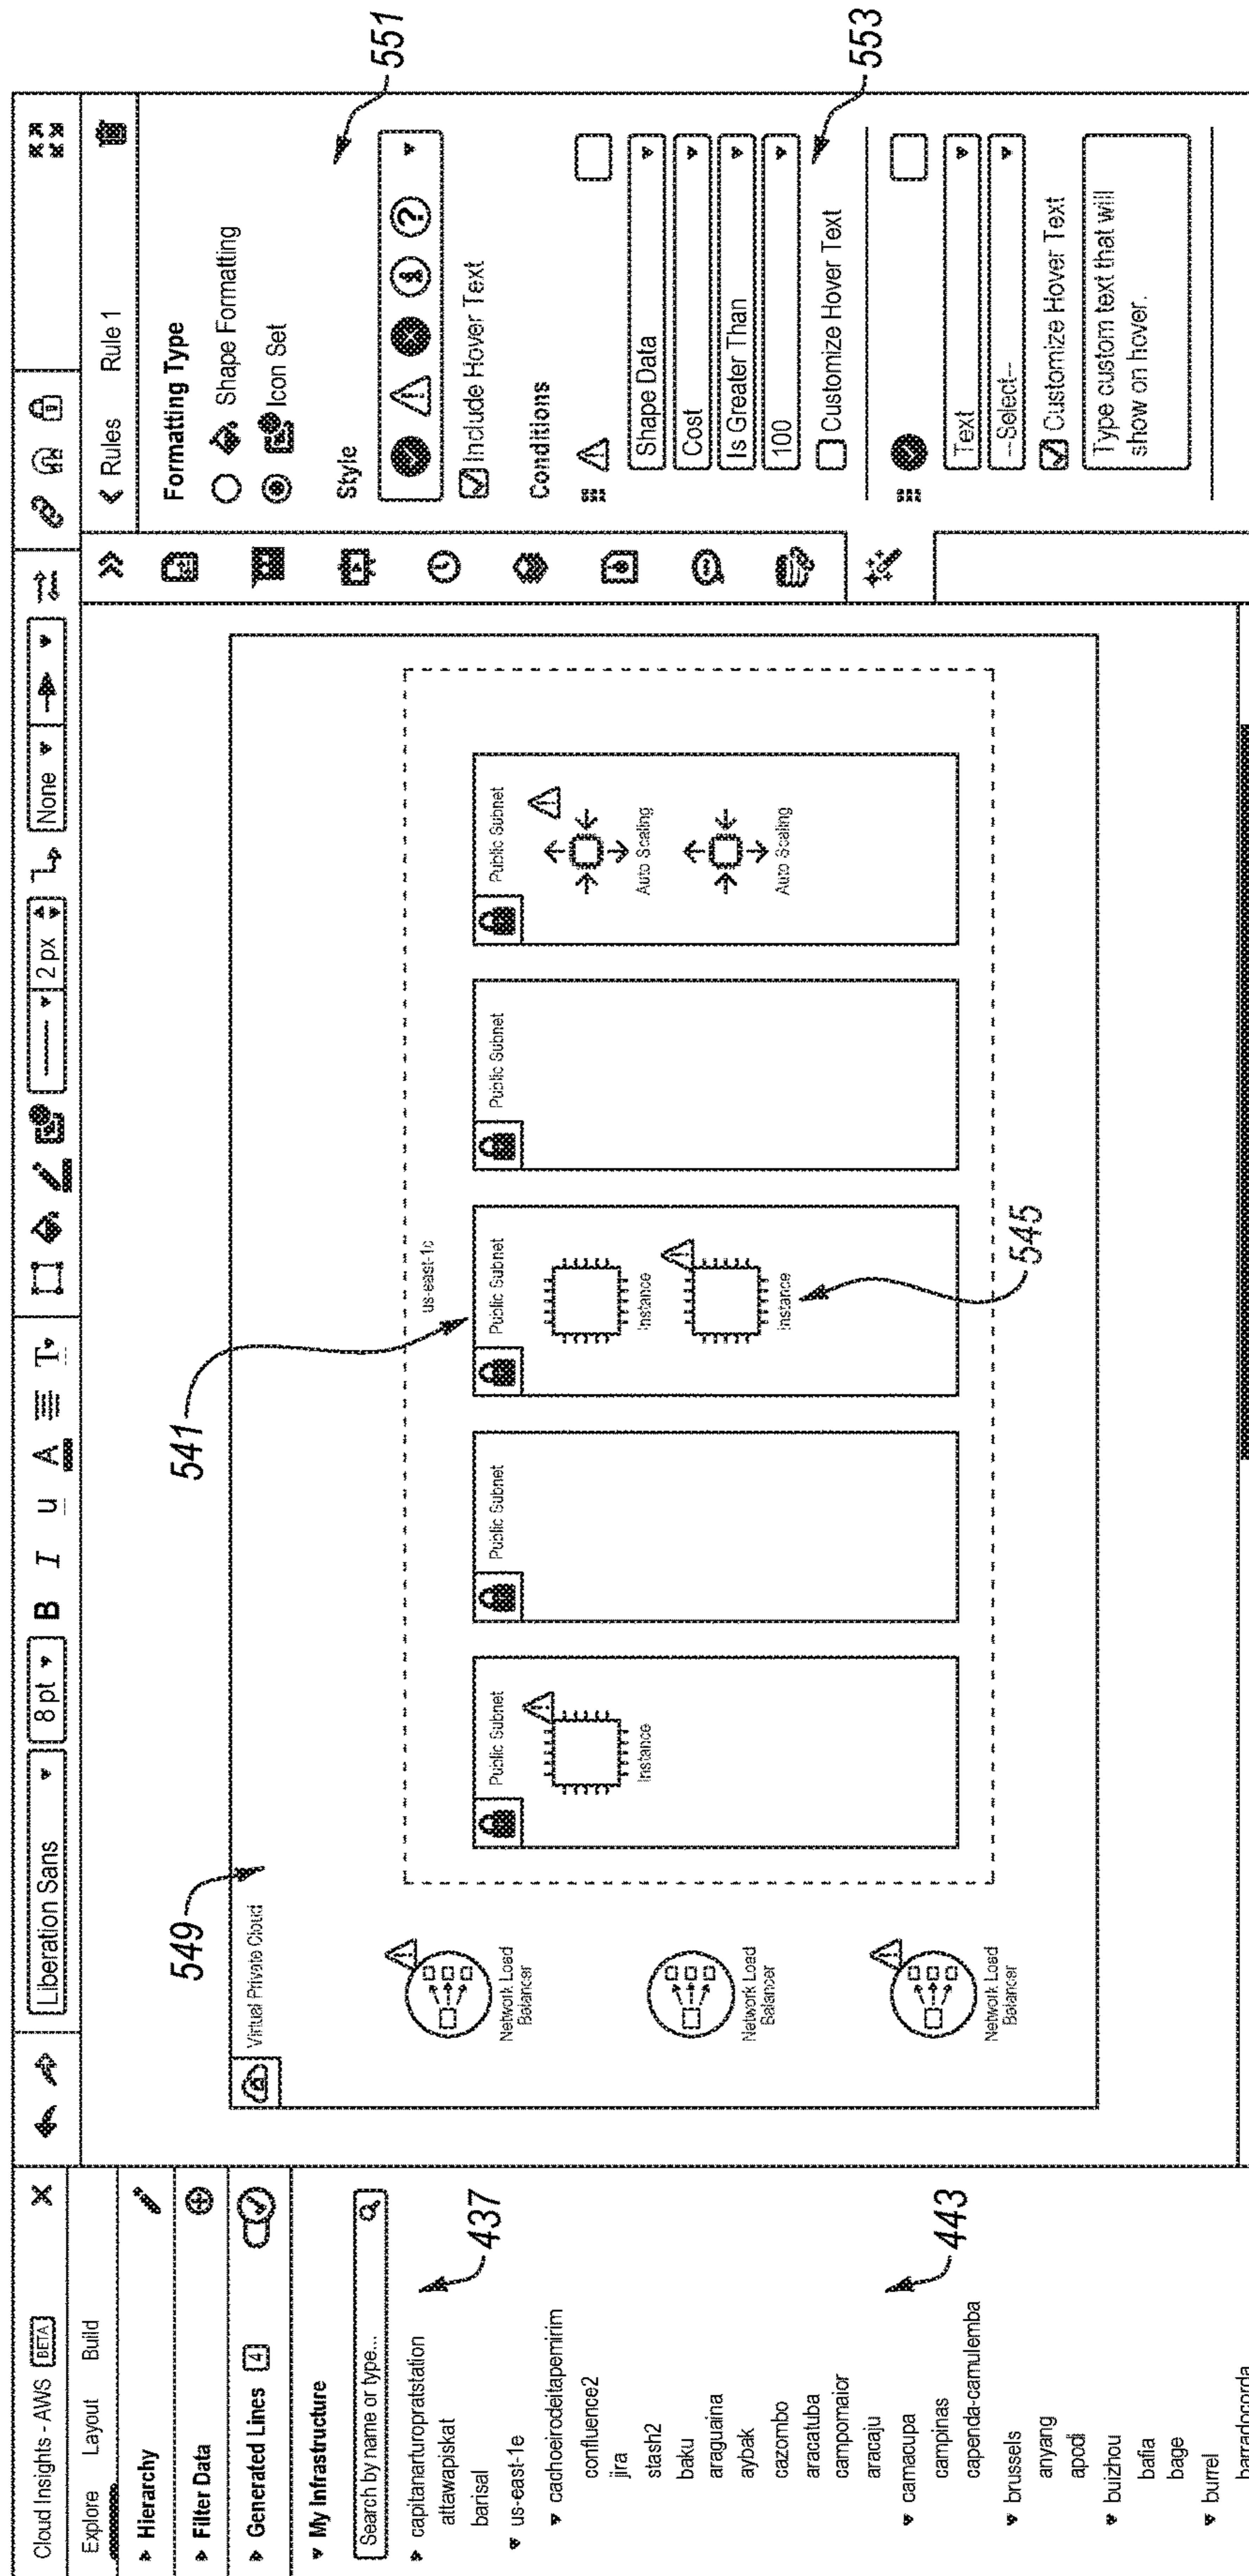 Cloud Insights - AWS BETA
Liberation Sans 8 pt B I U A T 2 px None
Explore Layout Build
Hierarchy
Filter Data
Generated Lines 4
My Infrastructure
Search by name or type...
437
capitanarturopratstation
attawapiskat
barisal
us-east-1e
cachoeirodeitapemirim
confluence2
jira
stash2
baku
araguaina
aybak
cazombo
aracatuba
campomaior
aracaju
443
camacupa
campinas
capenda-camulemba
brussels
anyang
apodi
buizhou
bafia
bage
burrel
barradocorda
549
541
Virtual Private Cloud
us-east-1c
Network Load
Balancer
Network Load
Balancer
Network Load
Balancer
Public Subnet
Instance
Public Subnet
Public Subnet
Instance
Instance
545
Public Subnet
Public Subnet
Auto Scaling
Auto Scaling
Rules Rule 1
Formatting Type
Shape Formatting
Icon Set
551
Style
Include Hover Text
Conditions
Shape Data
Cost
Is Greater Than
100
553
Customize Hover Text
Text
--Select--
Customize Hover Text
Type custom text that will
show on hover.